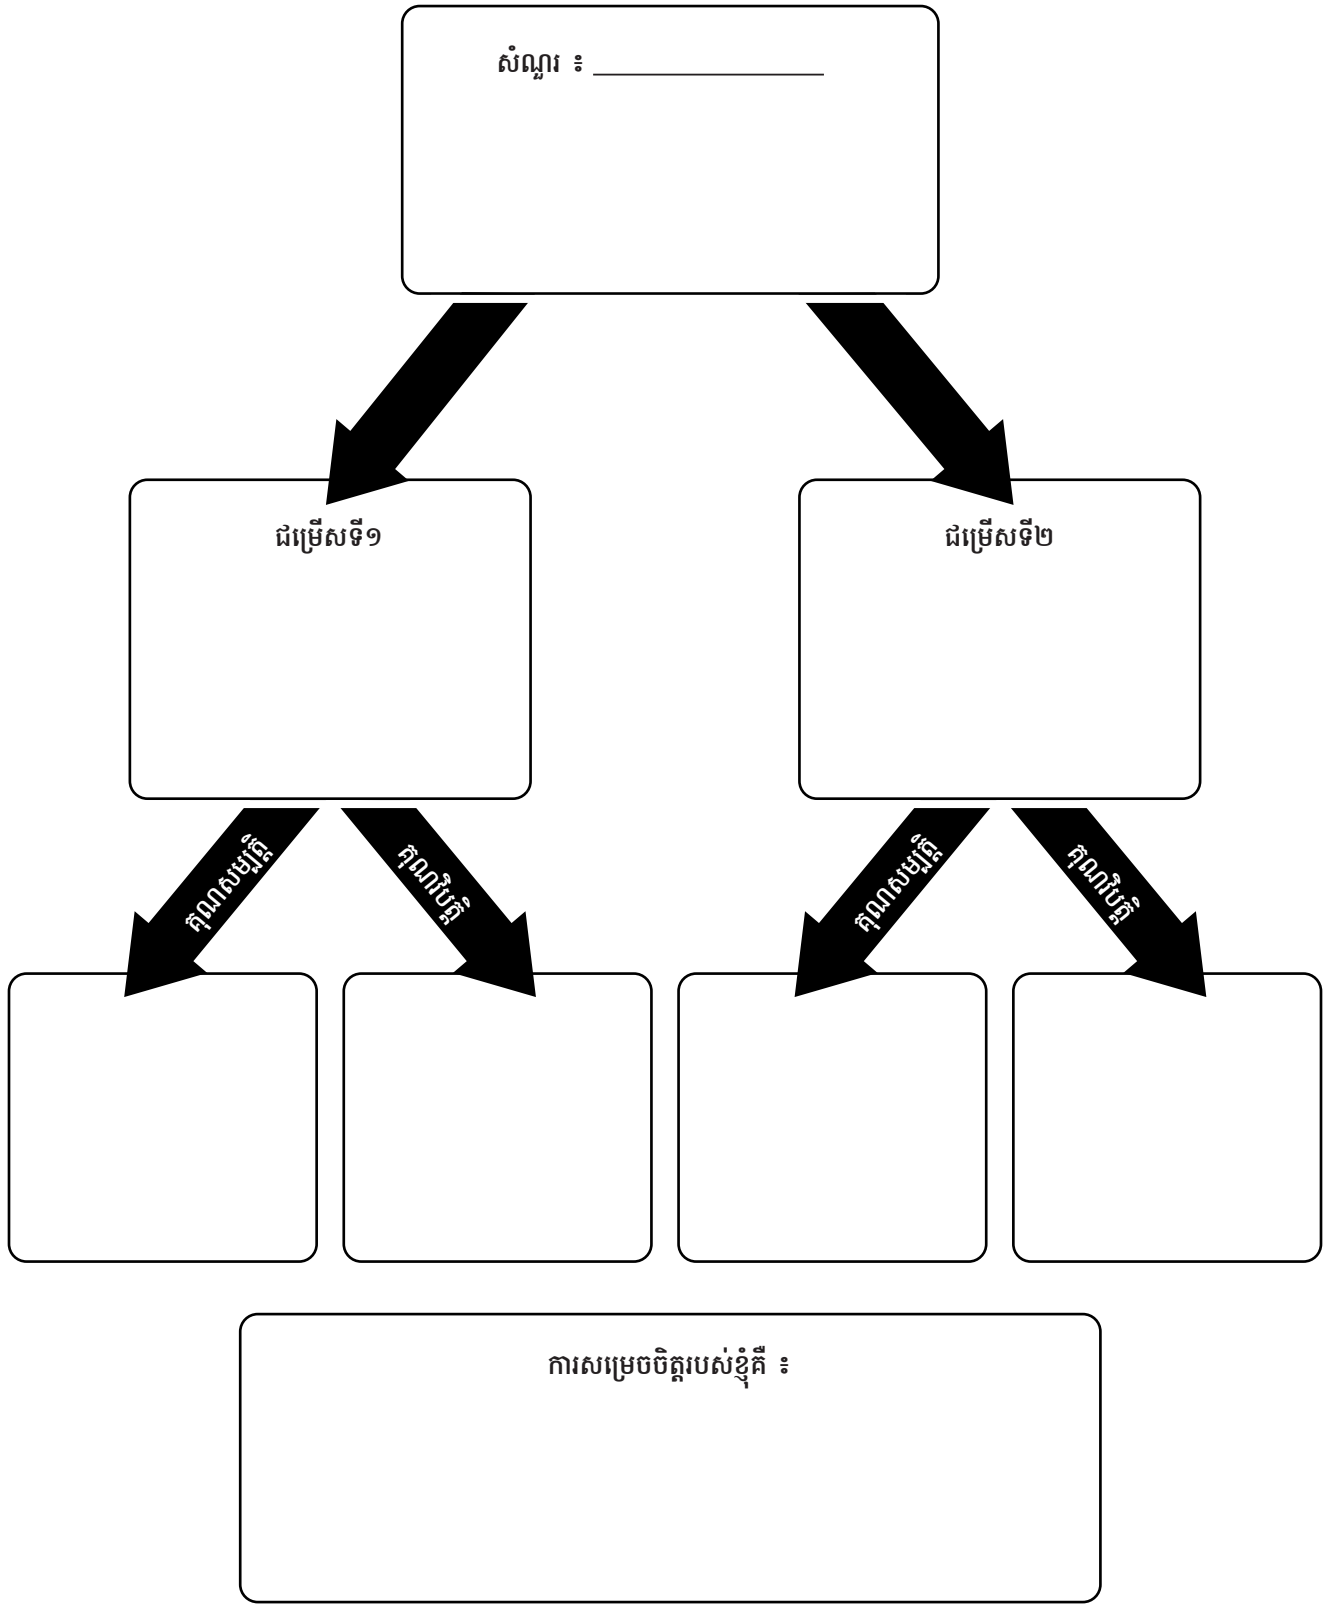 សំណួរ ៖ ____________________
ជម្រើសទី១
ជម្រើសទី២
គុណសម្ប័ត្តិ
គុណវិបត្តិ
គុណសម្ប័ត្តិ
គុណវិបត្តិ
ការសម្រេចចិត្តរបស់ខ្ញុំគឺ ៖